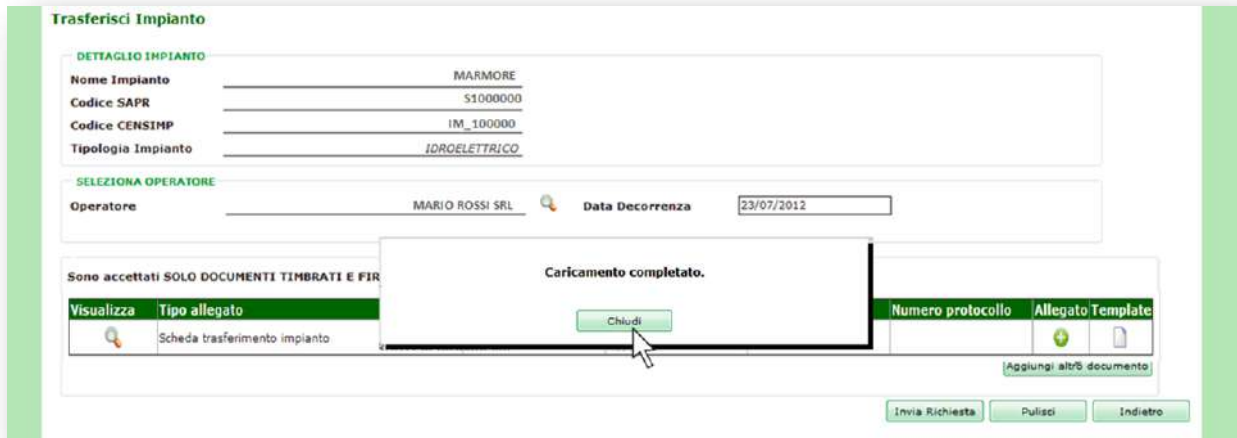 Trasferisci Impianto
DETTAGLIO IMPIANTO
Nome Impianto MARMORE
Codice SAPR S1000000
Codice CENSIMP IM_100000
Tipologia Impianto IDROELETTRICO
SELEZIONA OPERATORE
Operatore MARIO ROSSI SRL Data Decorrenza 23/07/2012
Caricamento completato.
Chiudi
Sono accettati SOLO DOCUMENTI TIMBRATI E FIR
Visualizza Tipo allegato Numero protocollo Allegato Template
Scheda trasferimento impianto
Aggiungi altro documento
Invia Richiesta Pulisci Indietro